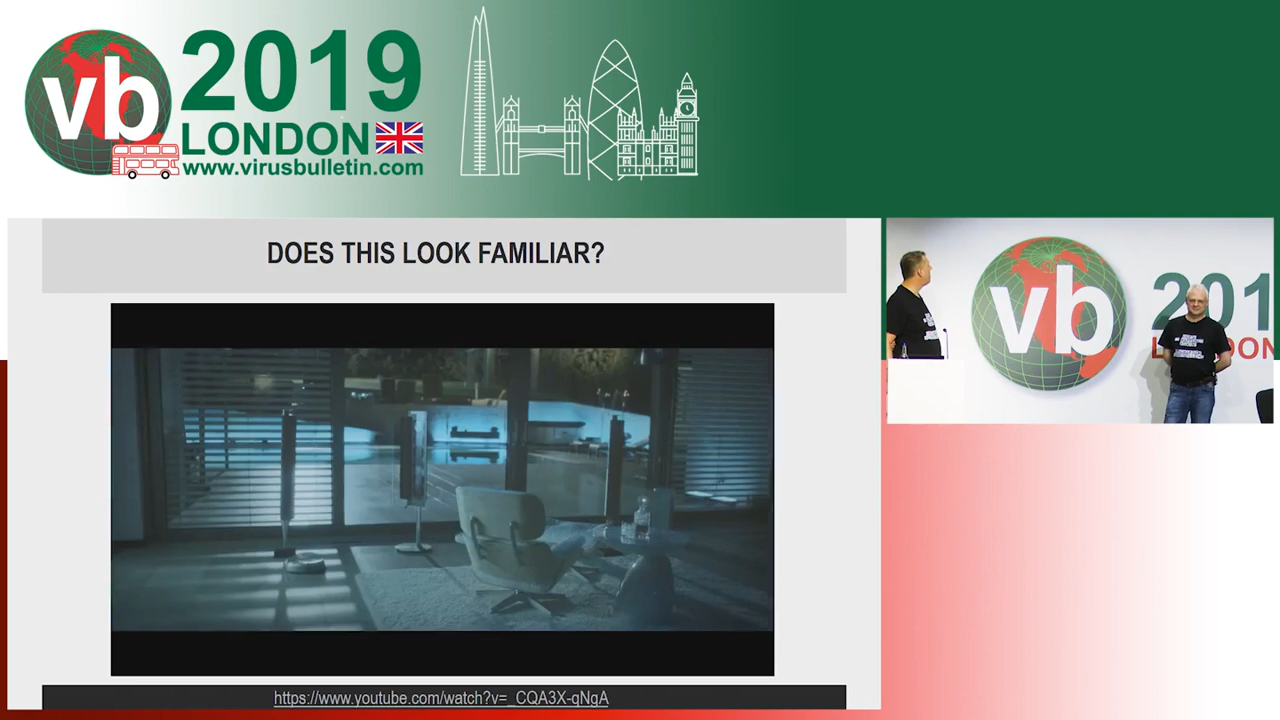 vb
2019
LONDON
www.virusbulletin.com
DOES THIS LOOK FAMILIAR?
https://www.youtube.com/watch?v=_CQA3X-qNgA
vb
201